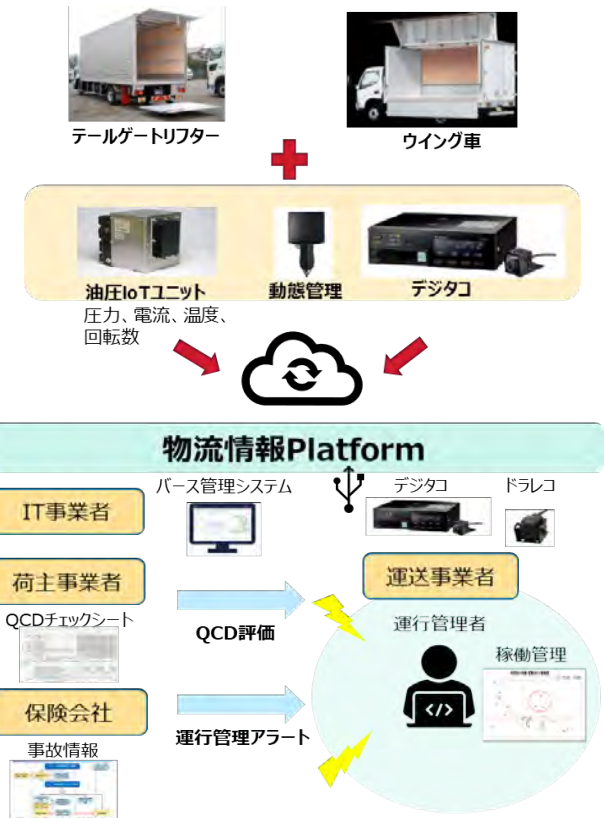 テールゲートリフター
ウイング車
油圧IoTユニット
動態管理
デジタコ
圧力、電流、温度、
回転数
物流情報Platform
バース管理システム
デジタコ
ドラレコ
IT事業者
荷主事業者
運送事業者
QCDチェックシート
QCD評価
運行管理者
稼働管理
保険会社
運行管理アラート
事故情報